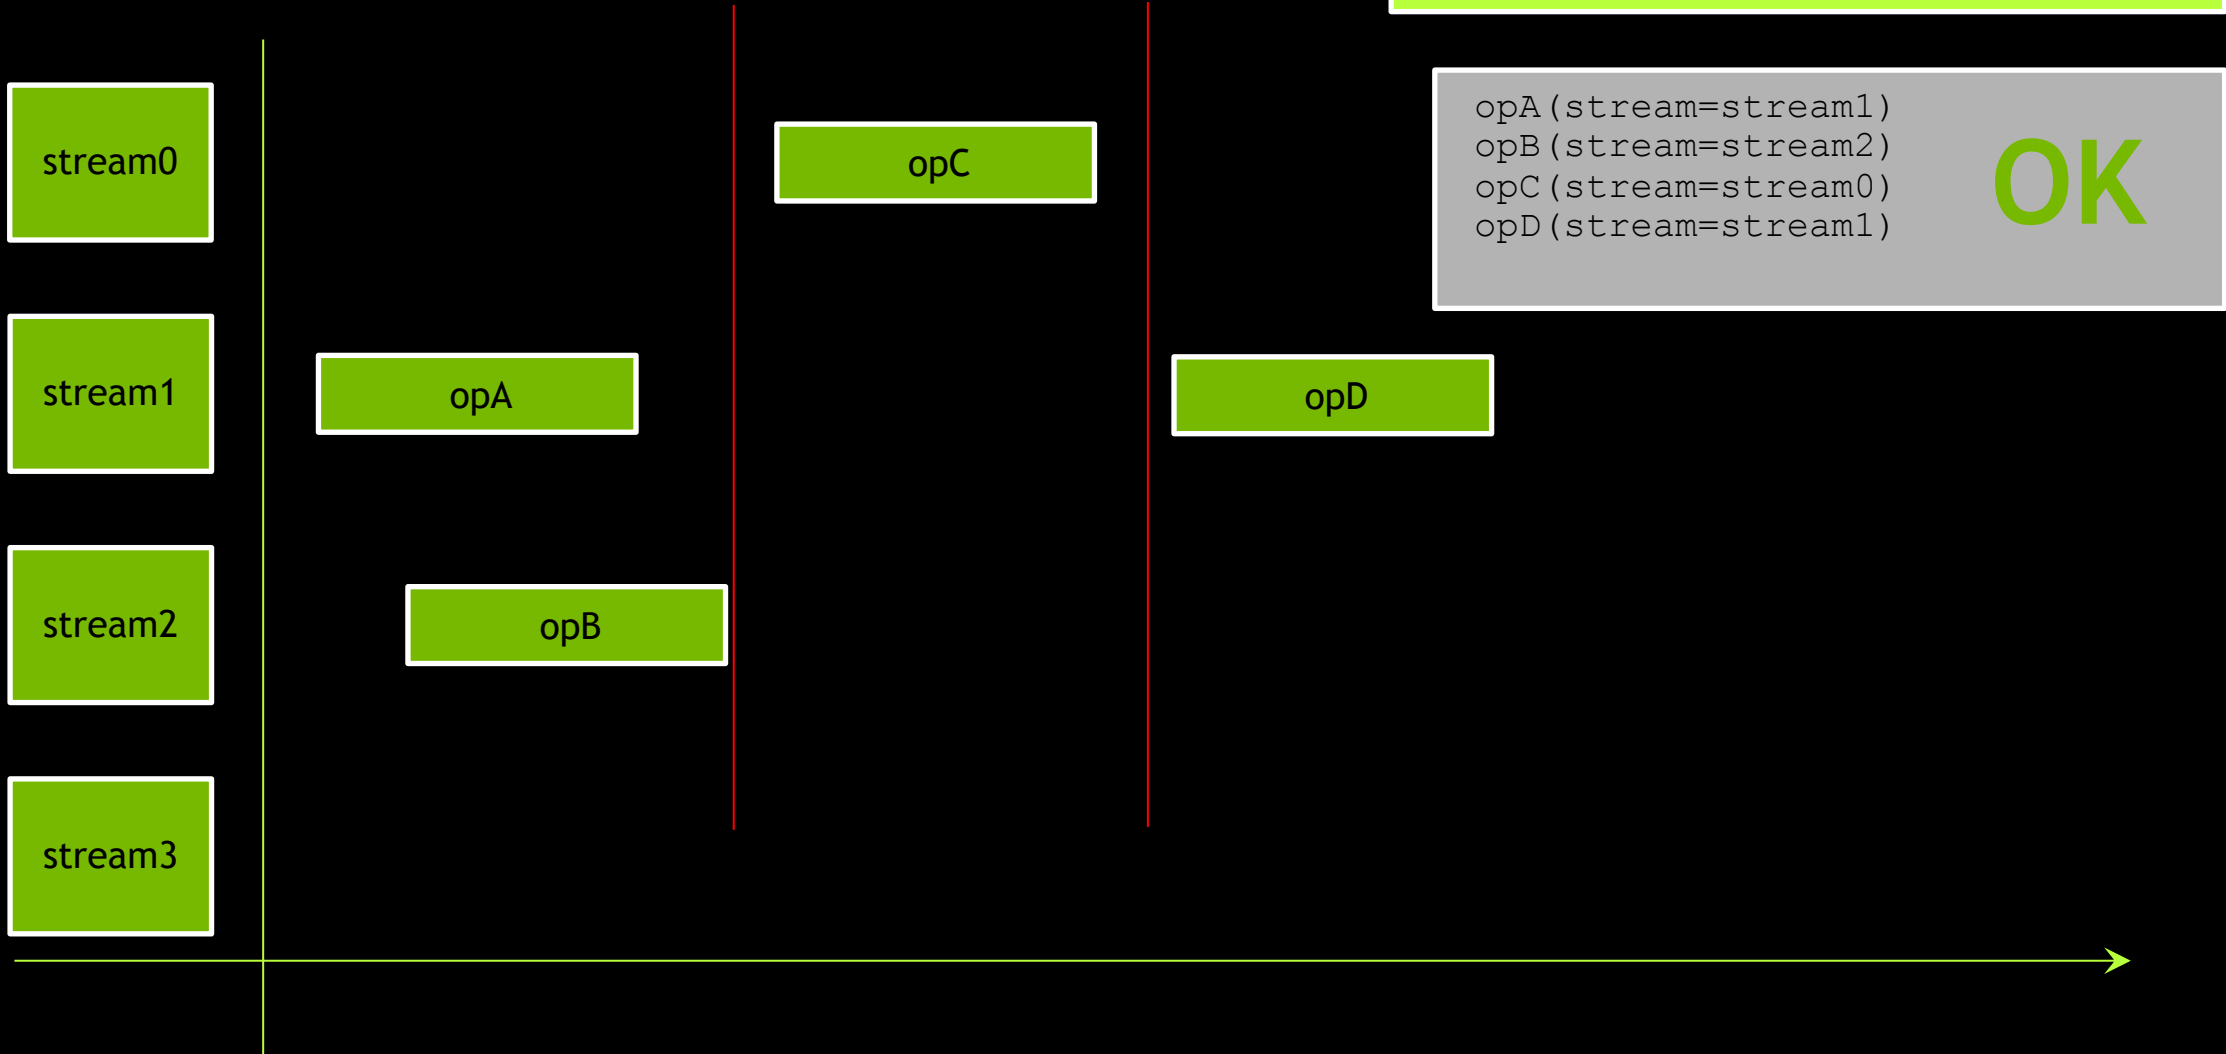 stream0
opC
opA(stream=stream1)
opB(stream=stream2)
opC(stream=stream0)
opD(stream=stream1)
OK
stream1
opA
opD
stream2
opB
stream3